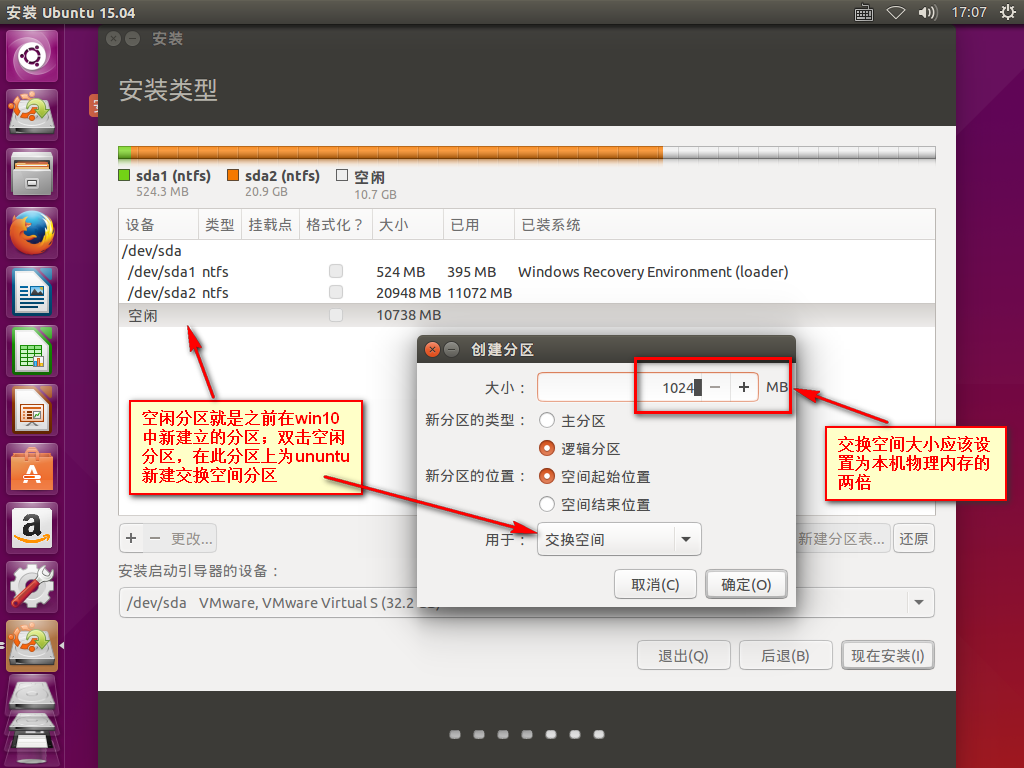 安装 Ubuntu 15.04
17:07
安装
安装类型
sda1 (ntfs)
524.3 MB
sda2 (ntfs)
20.9 GB
空闲
10.7 GB
设备 类型 挂载点 格式化？ 大小 已用 已装系统
/dev/sda
/dev/sda1 ntfs 524 MB 395 MB Windows Recovery Environment (loader)
/dev/sda2 ntfs 20948 MB 11072 MB
空闲 10738 MB
创建分区
大小： 1024 − + MB
新分区的类型： 主分区
逻辑分区
新分区的位置： 空间起始位置
空间结束位置
用于： 交换空间
取消(C) 确定(O)
空闲分区就是之前在win10
中新建立的分区；双击空闲
分区，在此分区上为ununtu
新建交换空间分区
交换空间大小应该设
置为本机物理内存的
两倍
+ − 更改... 新建分区表... 还原
安装启动引导器的设备：
/dev/sda VMware, VMware Virtual S (32.2
退出(Q) 后退(B) 现在安装(I)